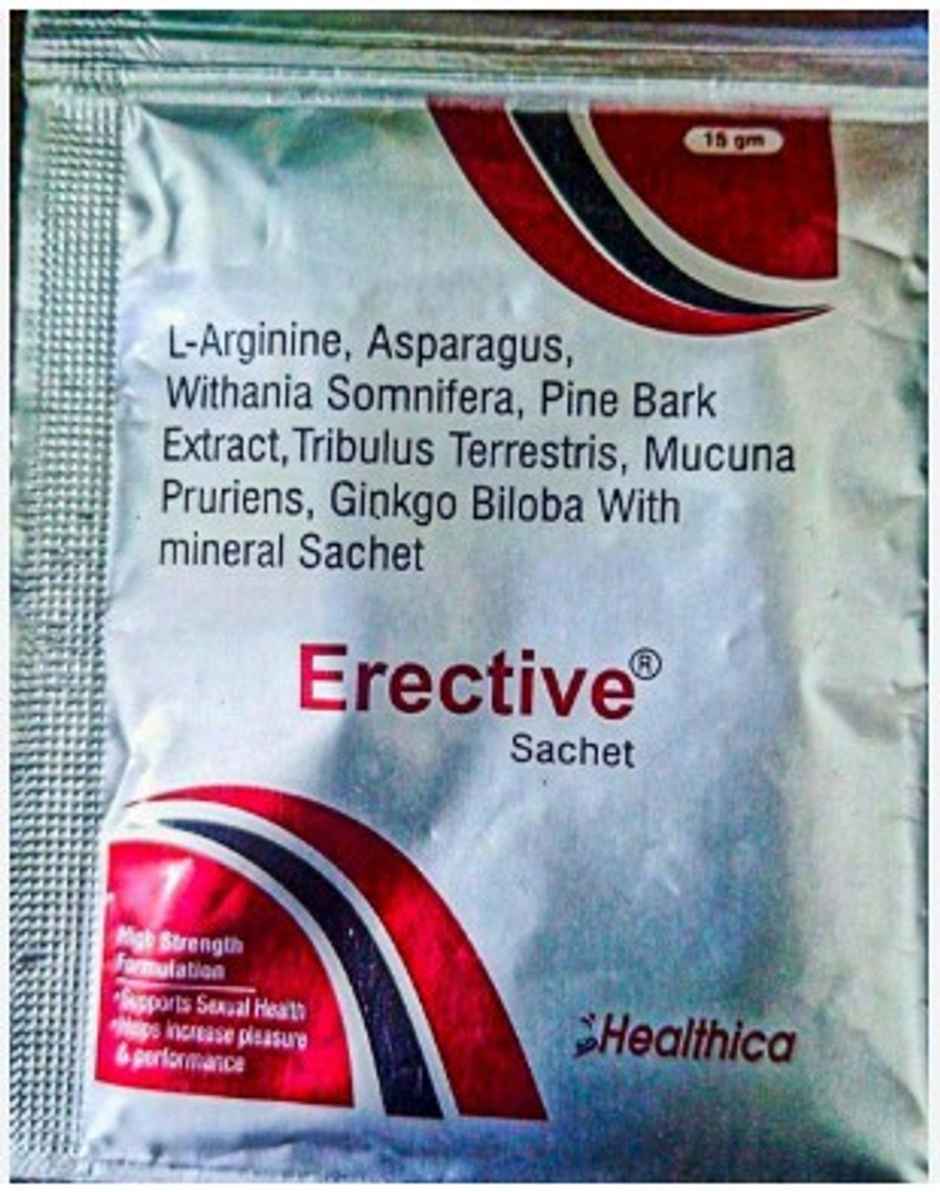 15 gm
L-Arginine, Asparagus,
Withania Somnifera, Pine Bark
Extract,Tribulus Terrestris, Mucuna
Pruriens, Ginkgo Biloba With
mineral Sachet
Erective®
Sachet
High Strength
Formulation
•Supports Sexual Health
•Helps increase pleasure
& performance
Healthica